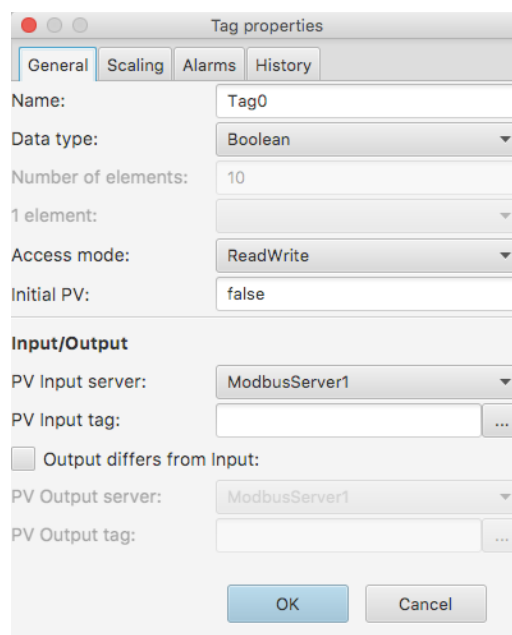 Tag properties
General Scaling Alarms History
Name: Tag0
Data type: Boolean
Number of elements: 10
1 element:
Access mode: ReadWrite
Initial PV: false
Input/Output
PV Input server: ModbusServer1
PV Input tag: ...
Output differs from Input:
PV Output server: ModbusServer1
PV Output tag: ...
OK Cancel